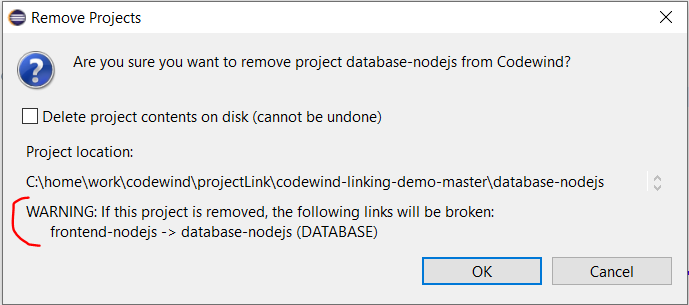 Remove Projects
Are you sure you want to remove project database-nodejs from Codewind?
Delete project contents on disk (cannot be undone)
Project location:
C:\home\work\codewind\projectLink\codewind-linking-demo-master\database-nodejs
WARNING: If this project is removed, the following links will be broken:
frontend-nodejs -> database-nodejs (DATABASE)
OK
Cancel